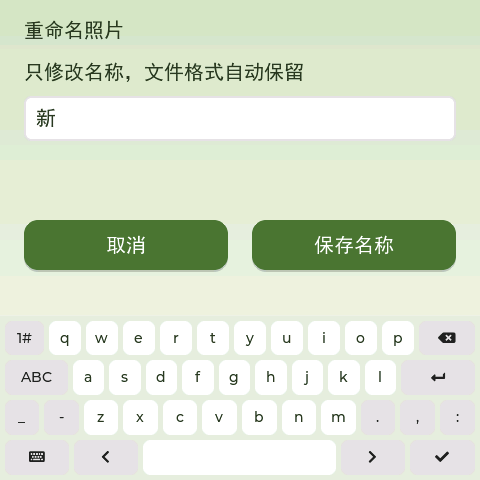 重命名照片
只修改名称，文件格式自动保留
新
取消 保存名称
1# q w e r t y u i o p
ABC a s d f g h j k l
_ - z x c v b n m . , :